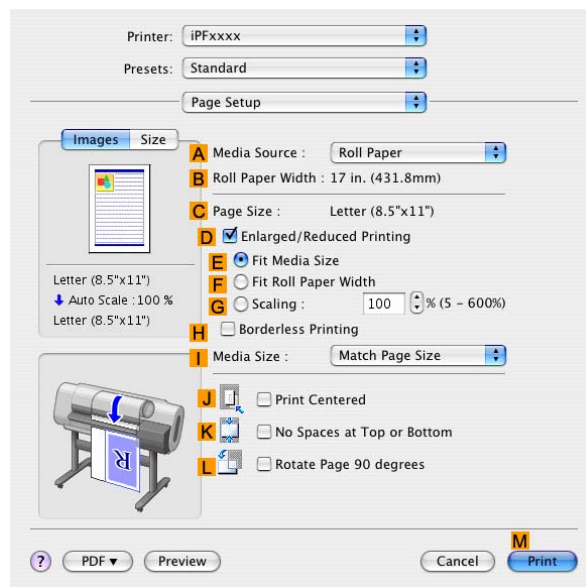 Printer: iPFxxxx
Presets: Standard
Page Setup
Images Size
A Media Source : Roll Paper
B Roll Paper Width : 17 in. (431.8mm)
C Page Size : Letter (8.5"x11")
D Enlarged/Reduced Printing
E Fit Media Size
F Fit Roll Paper Width
G Scaling : 100 % (5 - 600%)
H Borderless Printing
I Media Size : Match Page Size
Letter (8.5"x11")
Auto Scale :100 %
Letter (8.5"x11")
J Print Centered
K No Spaces at Top or Bottom
L Rotate Page 90 degrees
R
M
? PDF Preview Cancel Print